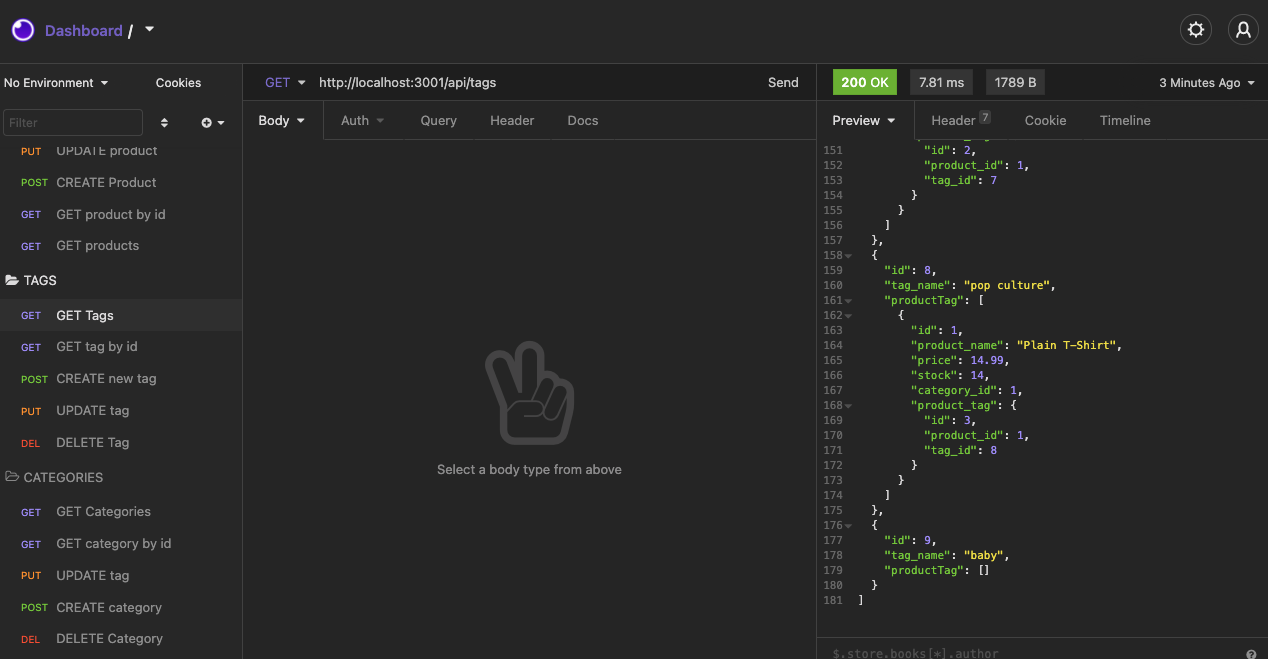 Dashboard /
No Environment Cookies
Filter
PUT UPDATE product
POST CREATE Product
GET GET product by id
GET GET products
TAGS
GET GET Tags
GET GET tag by id
POST CREATE new tag
PUT UPDATE tag
DEL DELETE Tag
CATEGORIES
GET GET Categories
GET GET category by id
PUT UPDATE tag
POST CREATE category
DEL DELETE Category
GET http://localhost:3001/api/tags Send
Body Auth Query Header Docs
Select a body type from above
200 OK 7.81 ms 1789 B 3 Minutes Ago
Preview Header 7 Cookie Timeline
151 "id": 2,
152 "product_id": 1,
153 "tag_id": 7
154 }
155 }
156 ]
157 },
158 {
159 "id": 8,
160 "tag_name": "pop culture",
161 "productTag": [
162 {
163 "id": 1,
164 "product_name": "Plain T-Shirt",
165 "price": 14.99,
166 "stock": 14,
167 "category_id": 1,
168 "product_tag": {
169 "id": 3,
170 "product_id": 1,
171 "tag_id": 8
172 }
173 }
174 ]
175 },
176 {
177 "id": 9,
178 "tag_name": "baby",
179 "productTag": []
180 }
181 ]
$.store.books[*].author